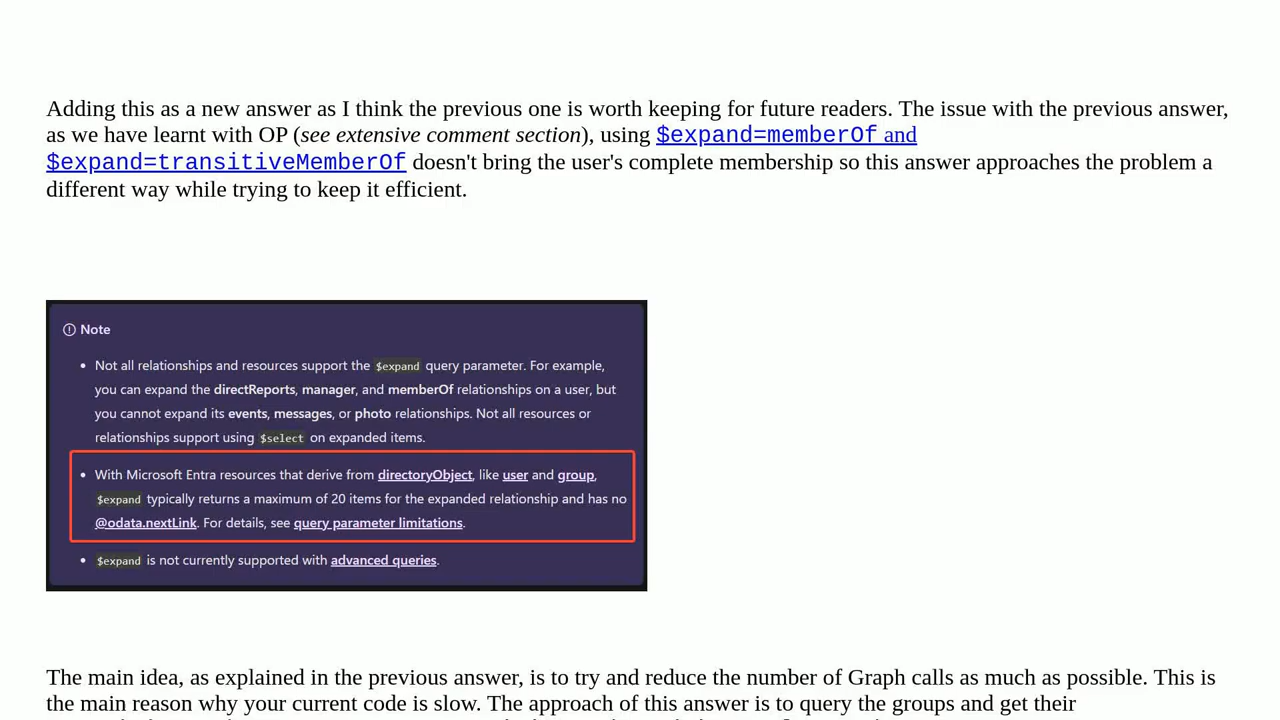 Adding this as a new answer as I think the previous one is worth keeping for future readers. The issue with the previous answer,
as we have learnt with OP (see extensive comment section), using $expand=memberOf and
$expand=transitiveMemberOf doesn't bring the user's complete membership so this answer approaches the problem a
different way while trying to keep it efficient.
Note
• Not all relationships and resources support the $expand query parameter. For example,
you can expand the directReports, manager, and memberOf relationships on a user, but
you cannot expand its events, messages, or photo relationships. Not all resources or
relationships support using $select on expanded items.
• With Microsoft Entra resources that derive from directoryObject, like user and group,
$expand typically returns a maximum of 20 items for the expanded relationship and has no
@odata.nextLink. For details, see query parameter limitations.
• $expand is not currently supported with advanced queries.
The main idea, as explained in the previous answer, is to try and reduce the number of Graph calls as much as possible. This is
the main reason why your current code is slow. The approach of this answer is to query the groups and get their